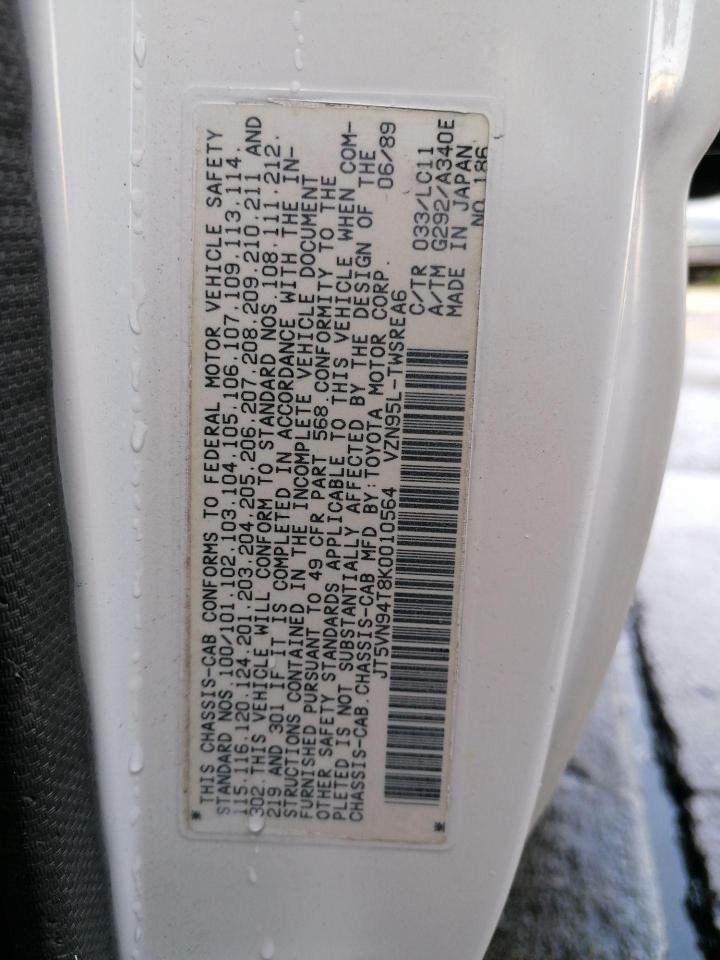 * THIS CHASSIS-CAB CONFORMS TO FEDERAL MOTOR VEHICLE SAFETY
STANDARD NOS.100/101.102.103.104.105.106.107.109.113.114.
115.116.120.124.201.203.204.205.206.207.208.209.210.211 AND
302.THIS VEHICLE WILL CONFORM TO STANDARD NOS.108.111.212.
219 AND 301 IF IT IS COMPLETED IN ACCORDANCE WITH THE IN-
STRUCTIONS CONTAINED IN THE INCOMPLETE VEHICLE DOCUMENT
FURNISHED PURSUANT TO 49 CFR PART 568.CONFORMITY TO THE
OTHER SAFETY STANDARDS APPLICABLE TO THIS VEHICLE WHEN COM-
PLETED IS NOT SUBSTANTIALLY AFFECTED BY THE DESIGN OF THE
CHASSIS-CAB.CHASSIS-CAB MFD BY:TOYOTA MOTOR CORP. 06/89
JT5VN94T8K0010564 VZN95L-TWSREA6
C/TR 033/LC11
A/TM G292/A340E
MADE IN JAPAN
* NO.186